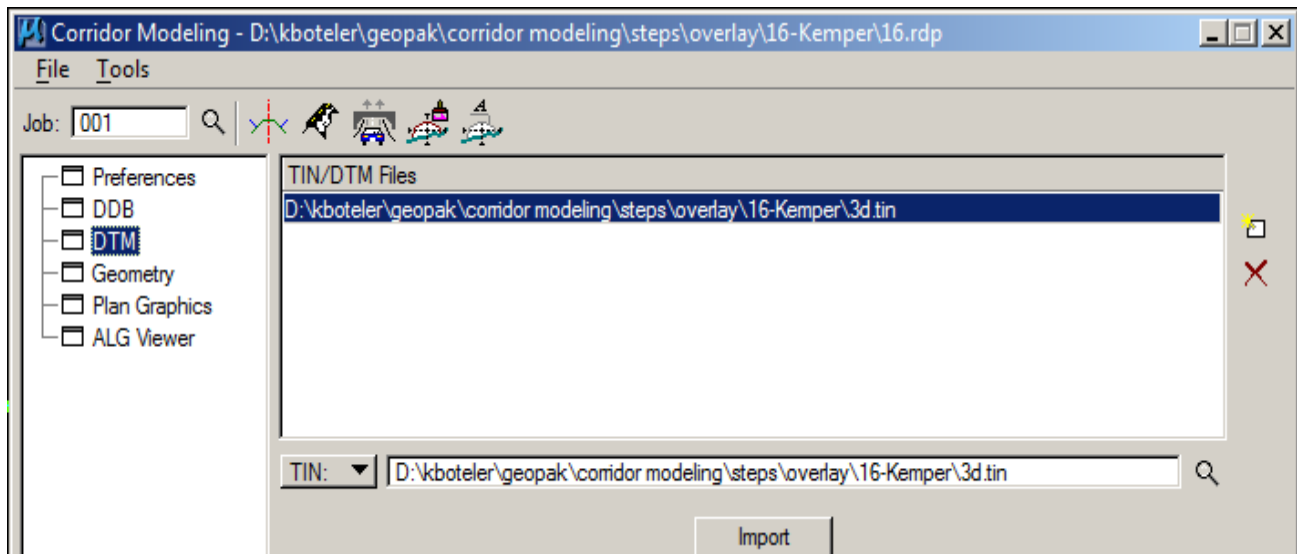 Corridor Modeling - D:\kboteler\geopak\corridor modeling\steps\overlay\16-Kemper\16.rdp
File Tools
Job: 001
A
Preferences
DDB
DTM
Geometry
Plan Graphics
ALG Viewer
TIN/DTM Files
D:\kboteler\geopak\corridor modeling\steps\overlay\16-Kemper\3d.tin
TIN: D:\kboteler\geopak\corridor modeling\steps\overlay\16-Kemper\3d.tin
Import